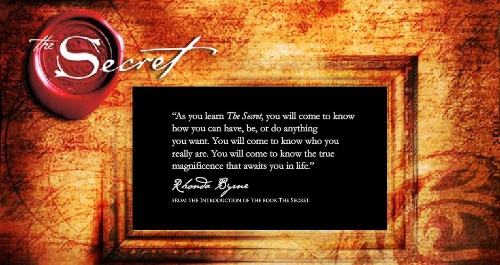 the Secret
“As you learn The Secret, you will come to know
how you can have, be, or do anything
you want. You will come to know who you
really are. You will come to know the true
magnificence that awaits you in life.”
Rhonda Byrne
FROM THE INTRODUCTION OF THE BOOK THE SECRET